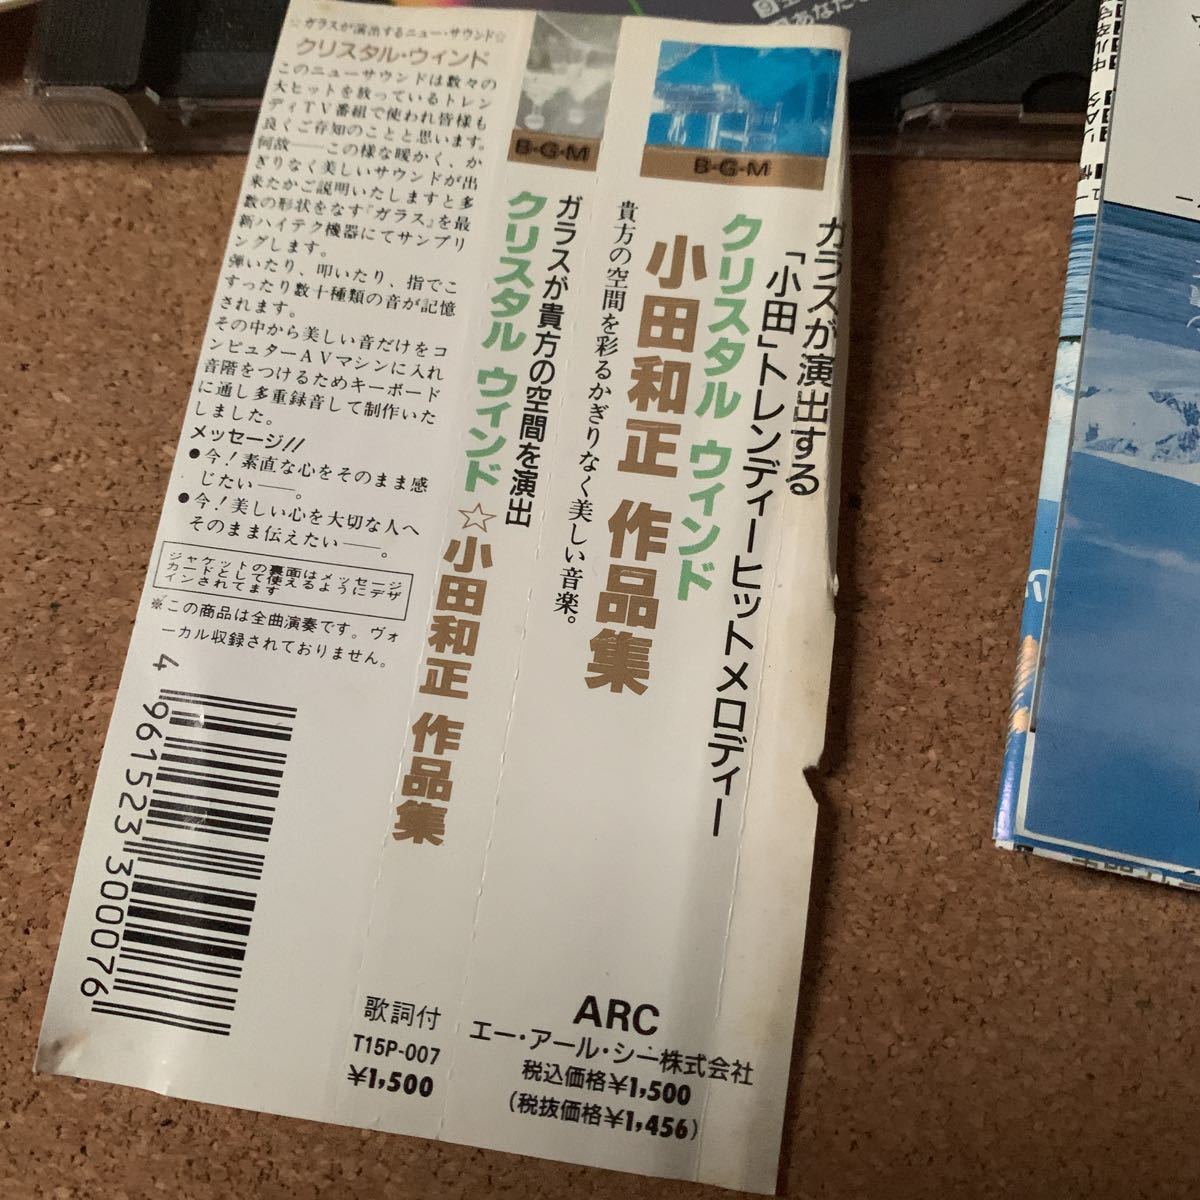 ☆ガラスが演出するニュー・サウンド☆
クリスタル・ウィンド
このニューサウンドは数々の
大ヒットを放っているトレン
ディTV番組で使われ皆様も
良くご存知のことと思います。
何故――この様な暖かく、か
ぎりなく美しいサウンドが出
来たかご説明いたしますと多
数の形状をなす『ガラス』を最
新ハイテク機器にてサンプリ
ングします。
弾いたり、叩いたり、指でこ
すったり数十種類の音が記憶
されます。
その中から美しい音だけをコ
ンピュターAVマシンに入れ
音階をつけるためキーボード
に通し多重録音して制作いた
しました。
メッセージ!!
●今!素直な心をそのまま感
じたい――。
●今!美しい心を大切な人へ
そのまま伝えたい――。
ジャケットの裏面はメッセージ
カードとして使えるようにデザ
インされてます
※この商品は全曲演奏です。ヴォ
ーカル収録されておりません。
4 961523 300076
B・G・M
ガラスが貴方の空間を演出
クリスタル ウィンド☆小田和正 作品集
歌詞付
T15P-007
¥1,500
B・G・M
ガラスが演出する
「小田」トレンディーヒットメロディー
クリスタル ウィンド
小田和正 作品集
貴方の空間を彩るかぎりなく美しい音楽。
ARC
エー・アール・シー株式会社
税込価格¥1,500
(税抜価格¥1,456)